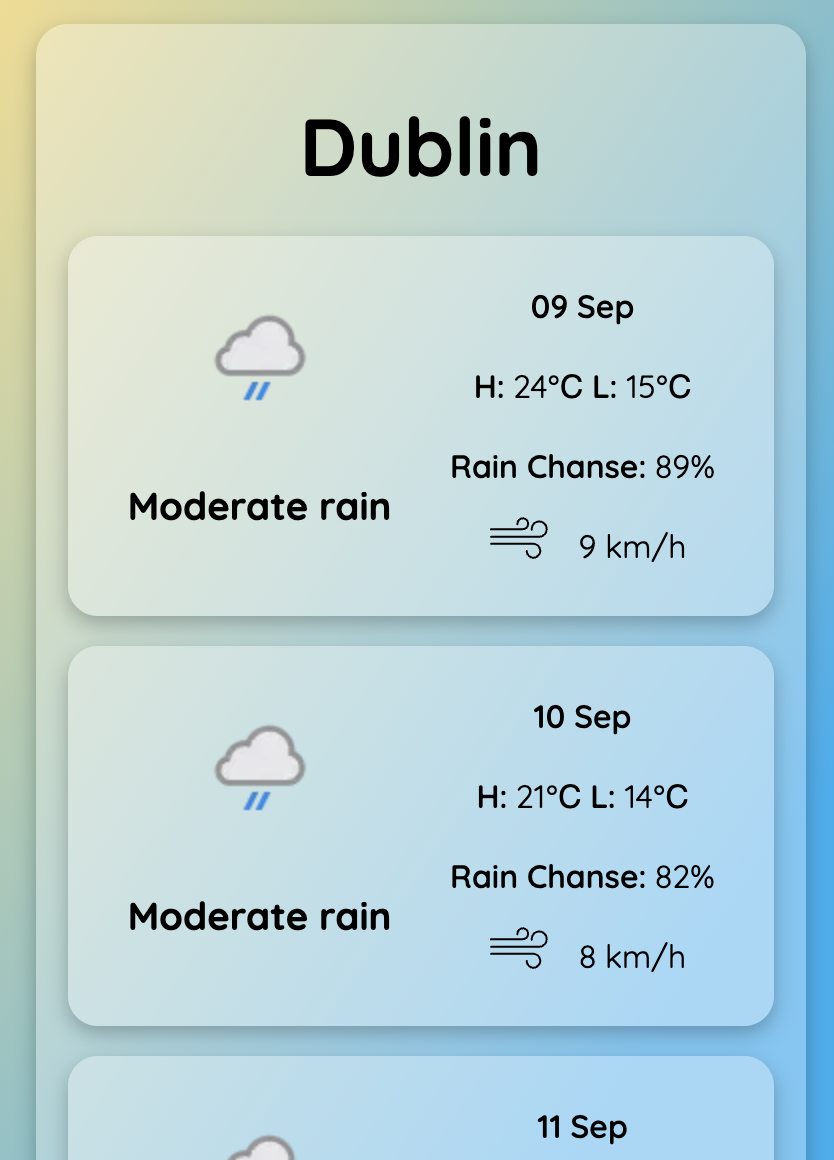 Dublin
09 Sep
H: 24°C L: 15°C
Rain Chanse: 89%
Moderate rain
9 km/h
10 Sep
H: 21°C L: 14°C
Rain Chanse: 82%
Moderate rain
8 km/h
11 Sep